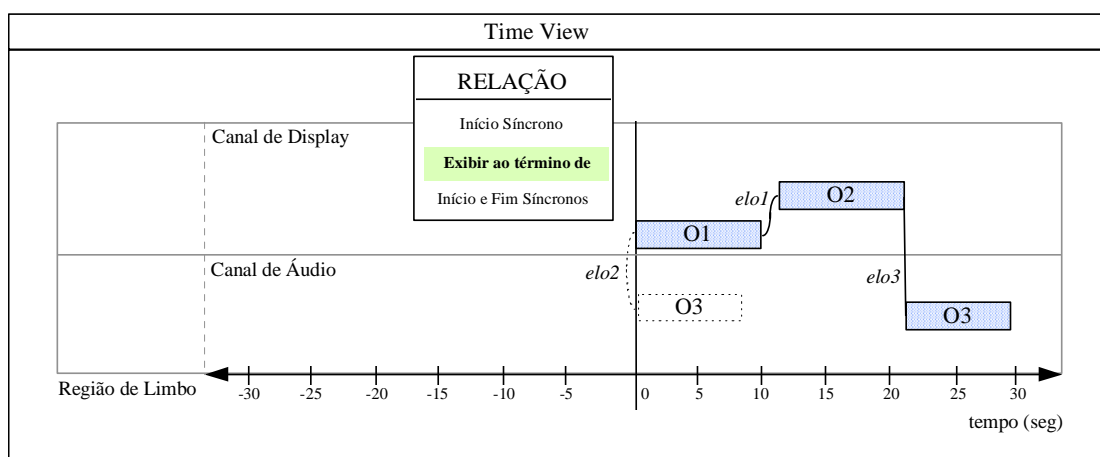 Time View
RELAÇÃO
Início Síncrono
Exibir ao término de
Início e Fim Síncronos
Canal de Display
elo1
O2
O1
Canal de Áudio
elo2
elo3
O3
O3
Região de Limbo
-30 -25 -20 -15 -10 -5 0 5 10 15 20 25 30
tempo (seg)